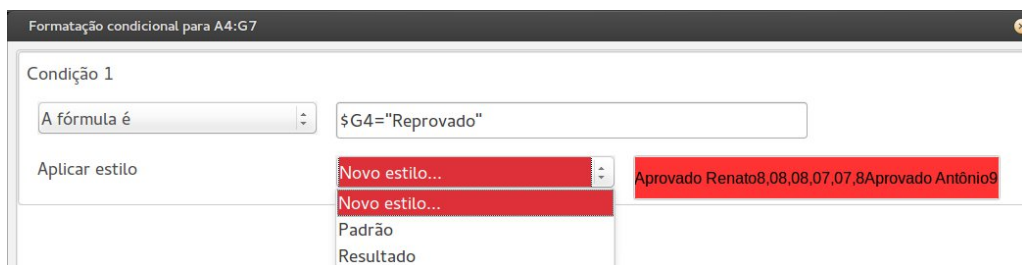 Formatação condicional para A4:G7
Condição 1
A fórmula é
$G4="Reprovado"
Aplicar estilo
Novo estilo...
Aprovado Renato8,08,08,07,07,8Aprovado Antônio9
Novo estilo...
Padrão
Resultado